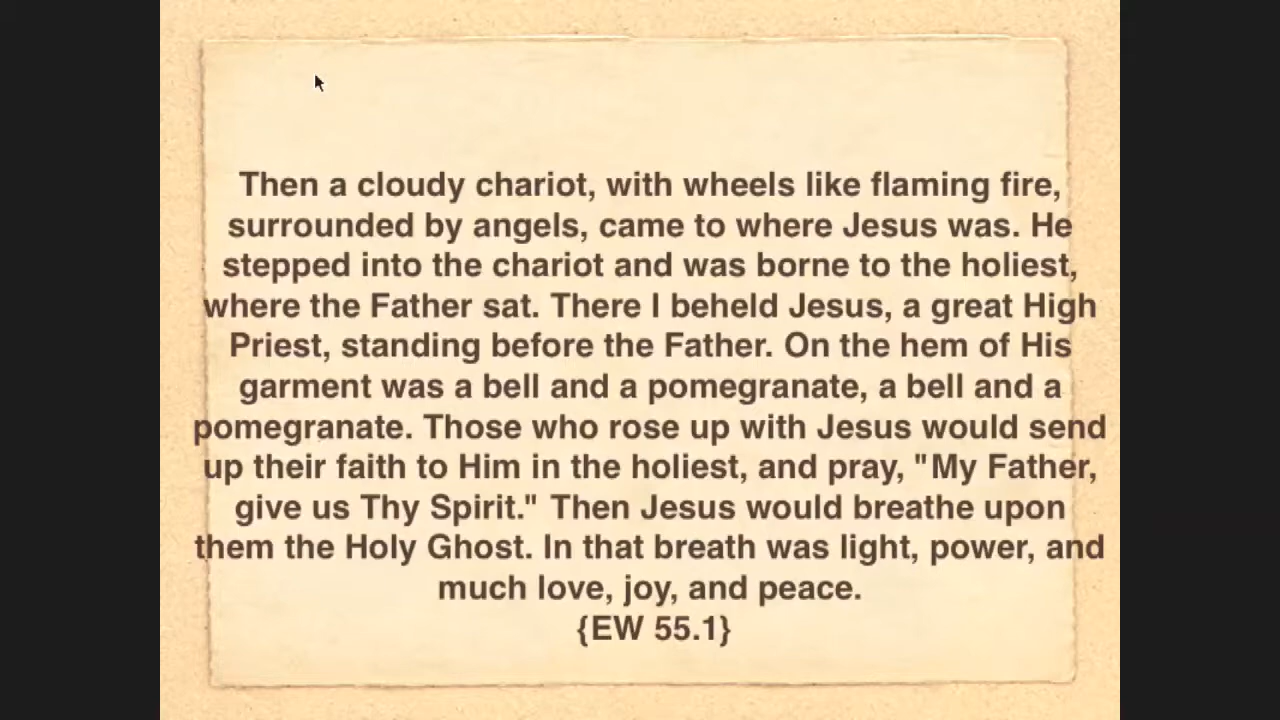 Then a cloudy chariot, with wheels like flaming fire,
surrounded by angels, came to where Jesus was. He
stepped into the chariot and was borne to the holiest,
where the Father sat. There I beheld Jesus, a great High
Priest, standing before the Father. On the hem of His
garment was a bell and a pomegranate, a bell and a
pomegranate. Those who rose up with Jesus would send
up their faith to Him in the holiest, and pray, "My Father,
give us Thy Spirit." Then Jesus would breathe upon
them the Holy Ghost. In that breath was light, power, and
much love, joy, and peace.
{EW 55.1}